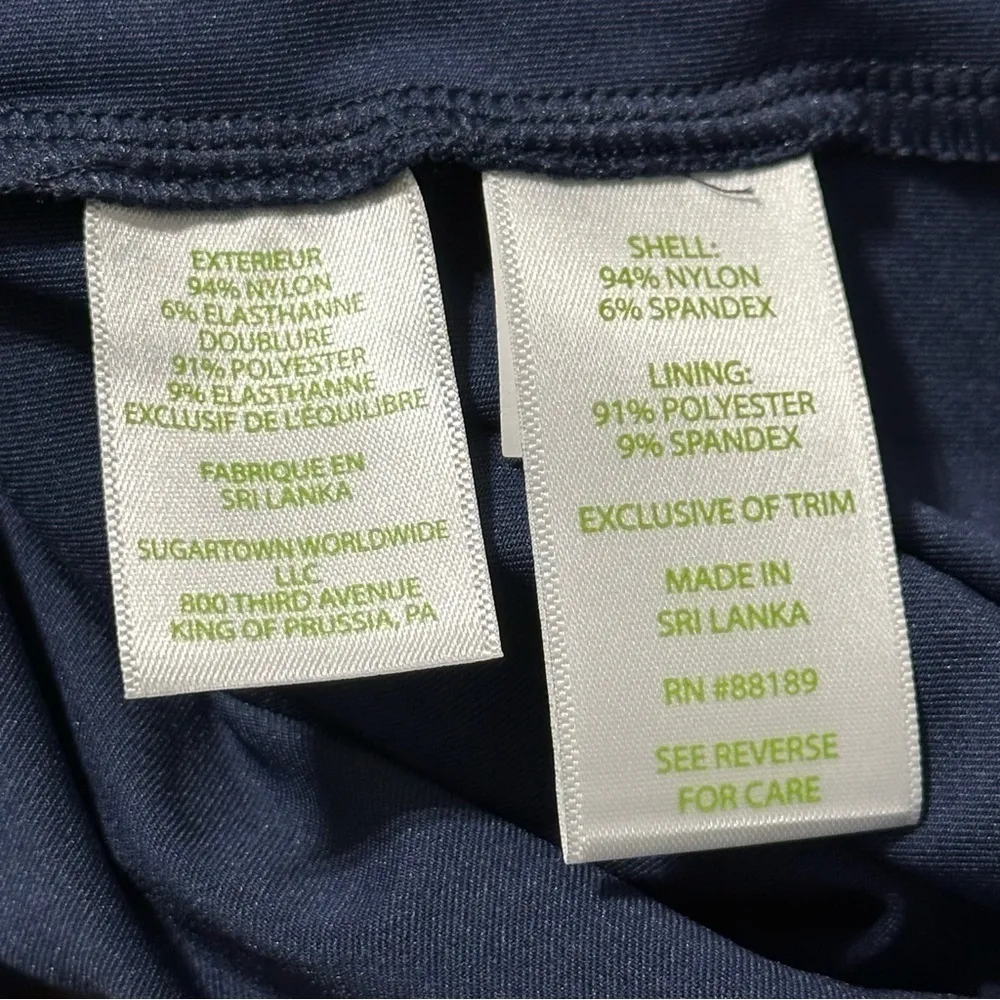 EXTERIEUR
94% NYLON
6% ELASTHANNE
DOUBLURE
91% POLYESTER
9% ELASTHANNE
EXCLUSIF DE L'ÉQUILIBRE
FABRIQUE EN
SRI LANKA
SUGARTOWN WORLDWIDE
LLC
800 THIRD AVENUE
KING OF PRUSSIA, PA
SHELL:
94% NYLON
6% SPANDEX
LINING:
91% POLYESTER
9% SPANDEX
EXCLUSIVE OF TRIM
MADE IN
SRI LANKA
RN #88189
SEE REVERSE
FOR CARE